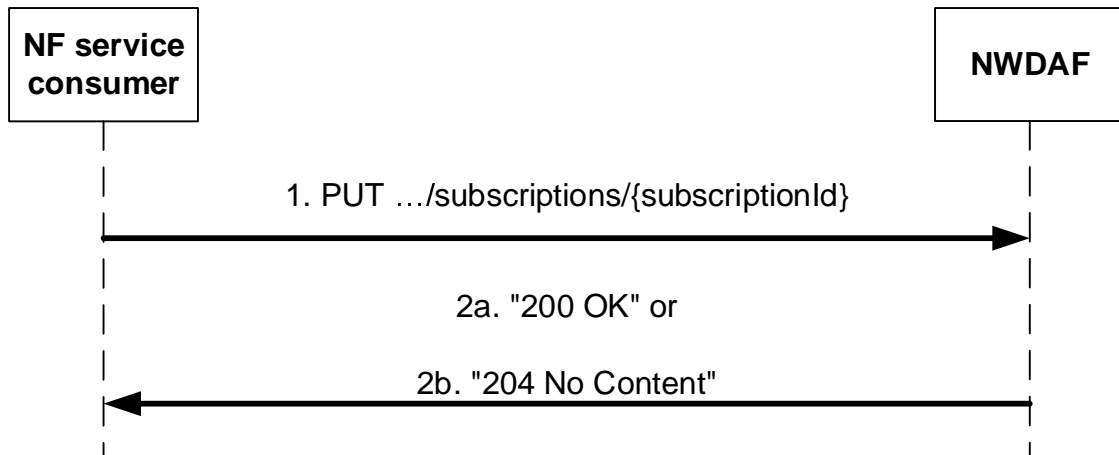 NF service
consumer
NWDAF
1. PUT …/subscriptions/{subscriptionId}
2a. "200 OK" or
2b. "204 No Content"